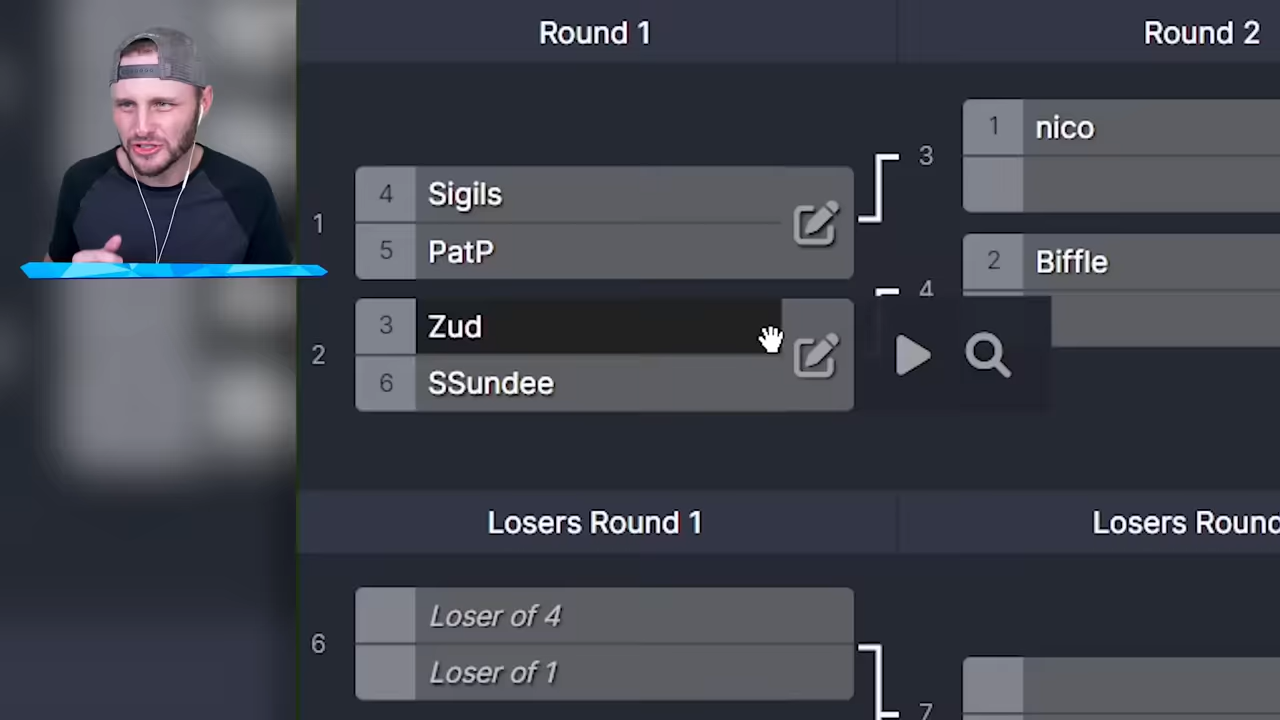 Round 1
Round 2
1
4 Sigils
5 PatP
3
1 nico
2
3 Zud
6 SSundee
4
2 Biffle
Losers Round 1
Losers Round
6
Loser of 4
Loser of 1
7